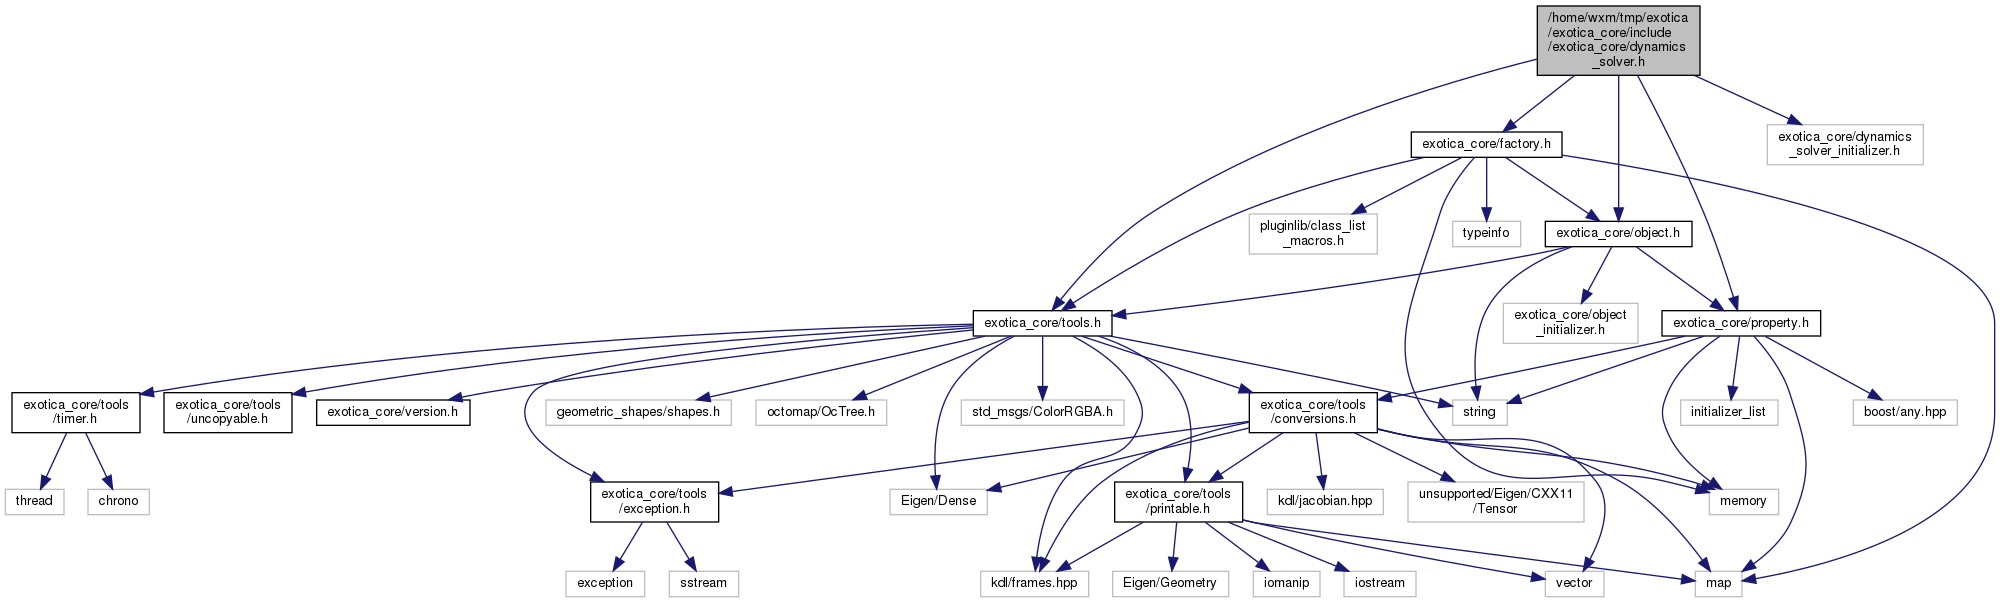 /home/wxm/tmp/exotica
/exotica_core/include
/exotica_core/dynamics
_solver.h
exotica_core/factory.h
exotica_core/dynamics
_solver_initializer.h
pluginlib/class_list
_macros.h
typeinfo
exotica_core/object.h
exotica_core/tools.h
exotica_core/object
_initializer.h
exotica_core/property.h
exotica_core/tools
/timer.h
exotica_core/tools
/uncopyable.h
exotica_core/version.h
geometric_shapes/shapes.h
octomap/OcTree.h
std_msgs/ColorRGBA.h
exotica_core/tools
/conversions.h
string
initializer_list
boost/any.hpp
thread
chrono
exotica_core/tools
/exception.h
Eigen/Dense
exotica_core/tools
/printable.h
kdl/jacobian.hpp
unsupported/Eigen/CXX11
/Tensor
memory
exception
sstream
kdl/frames.hpp
Eigen/Geometry
iomanip
iostream
vector
map